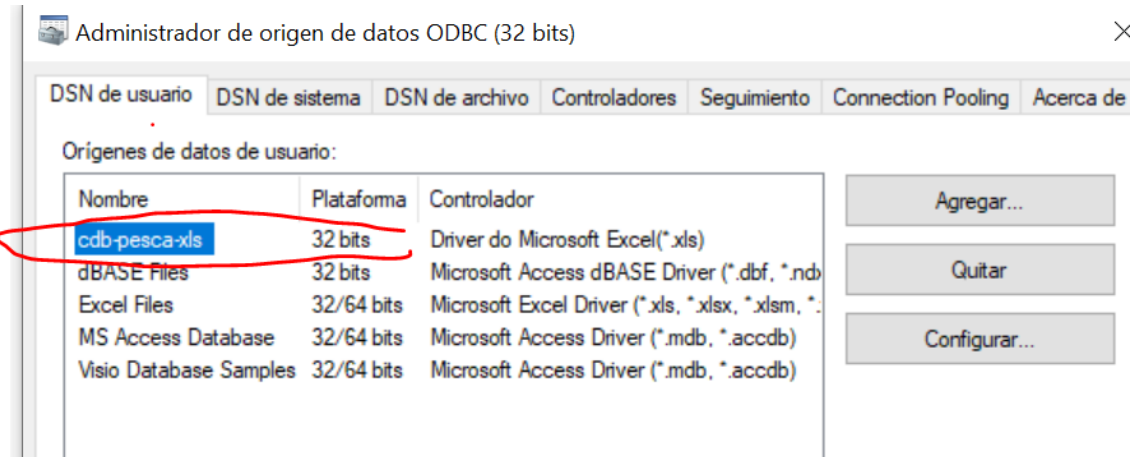 Administrador de origen de datos ODBC (32 bits)
DSN de usuario DSN de sistema DSN de archivo Controladores Seguimiento Connection Pooling Acerca de
Orígenes de datos de usuario:
Nombre Plataforma Controlador
cdb-pesca-xls 32 bits Driver do Microsoft Excel(*.xls)
dBASE Files 32 bits Microsoft Access dBASE Driver (*.dbf, *.ndx
Excel Files 32/64 bits Microsoft Excel Driver (*.xls, *.xlsx, *.xlsm, *.
MS Access Database 32/64 bits Microsoft Access Driver (*.mdb, *.accdb)
Visio Database Samples 32/64 bits Microsoft Access Driver (*.mdb, *.accdb)
Agregar...
Quitar
Configurar...